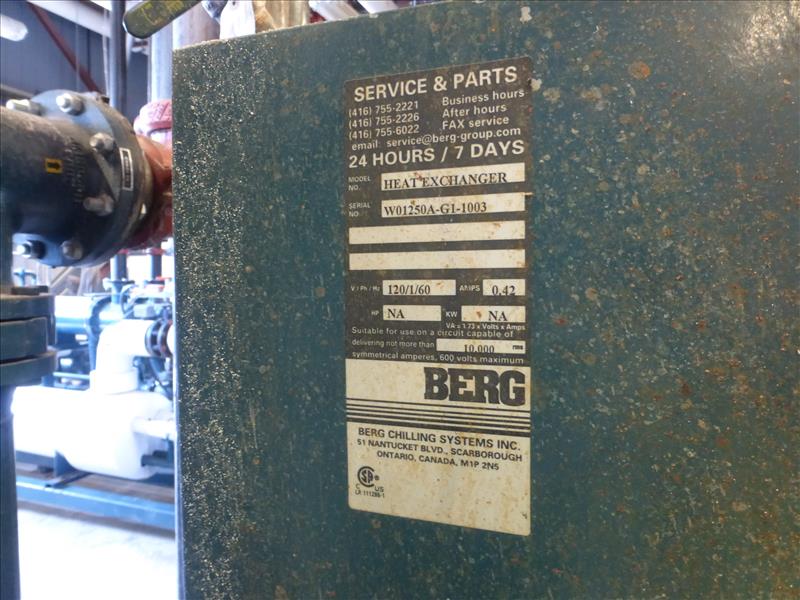 SERVICE & PARTS
(416) 755-2221 Business hours
(416) 755-2226 After hours
(416) 755-6022 FAX service
email: service@berg-group.com
24 HOURS / 7 DAYS
MODEL NO. HEAT EXCHANGER
SERIAL NO. W01250A-G1-1003
V / Ph / Hz 120/1/60 AMPS 0.42
HP NA KW NA
VA = 1.73 x Volts x Amps
Suitable for use on a circuit capable of
delivering not more than 10,000 rms
symmetrical amperes, 600 volts maximum
BERG
BERG CHILLING SYSTEMS INC.
51 NANTUCKET BLVD., SCARBOROUGH
ONTARIO, CANADA, M1P 2N5
C US